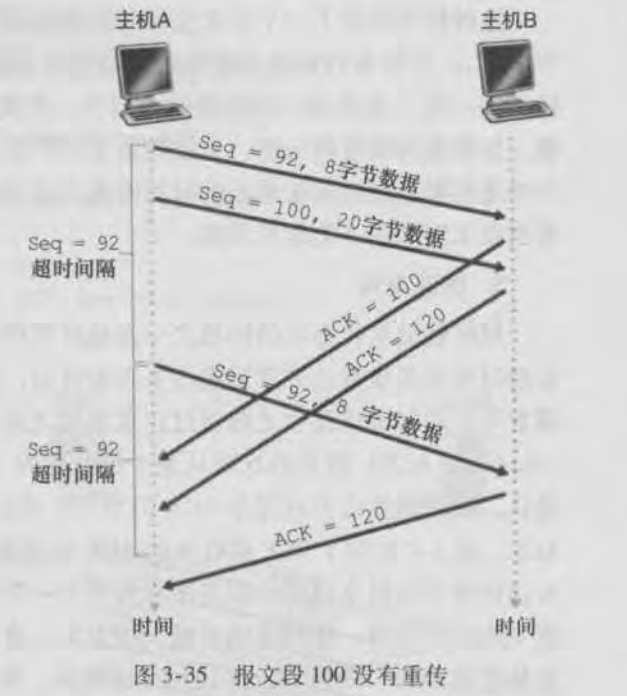 主机A
主机B
Seq = 92, 8字节数据
Seq = 100, 20字节数据
Seq = 92
超时间隔
ACK = 100
ACK = 120
Seq = 92, 8 字节数据
Seq = 92
超时间隔
ACK = 120
时间
时间
图 3-35 报文段 100 没有重传